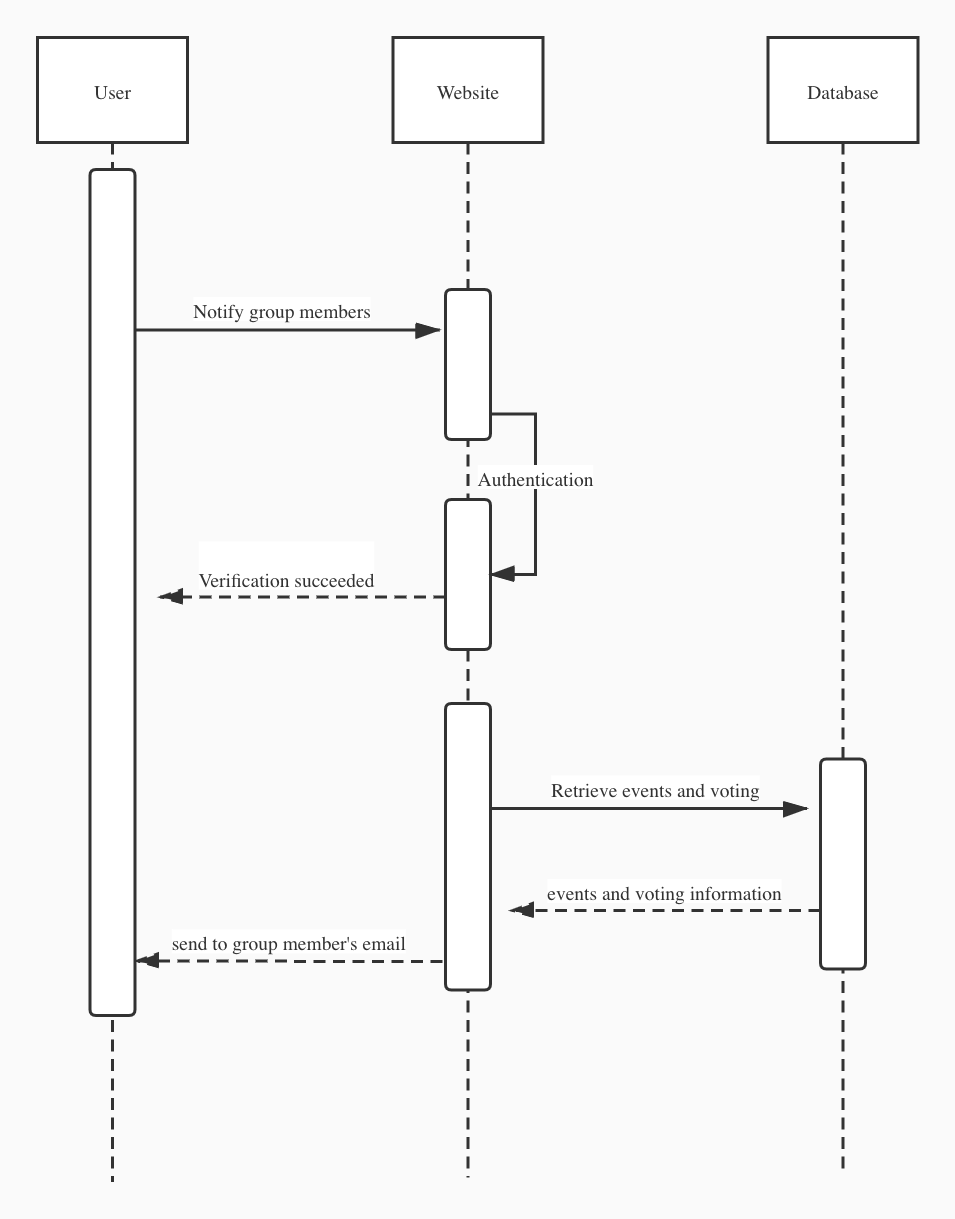 User
Website
Database
Notify group members
Authentication
Verification succeeded
Retrieve events and voting
events and voting information
send to group member's email